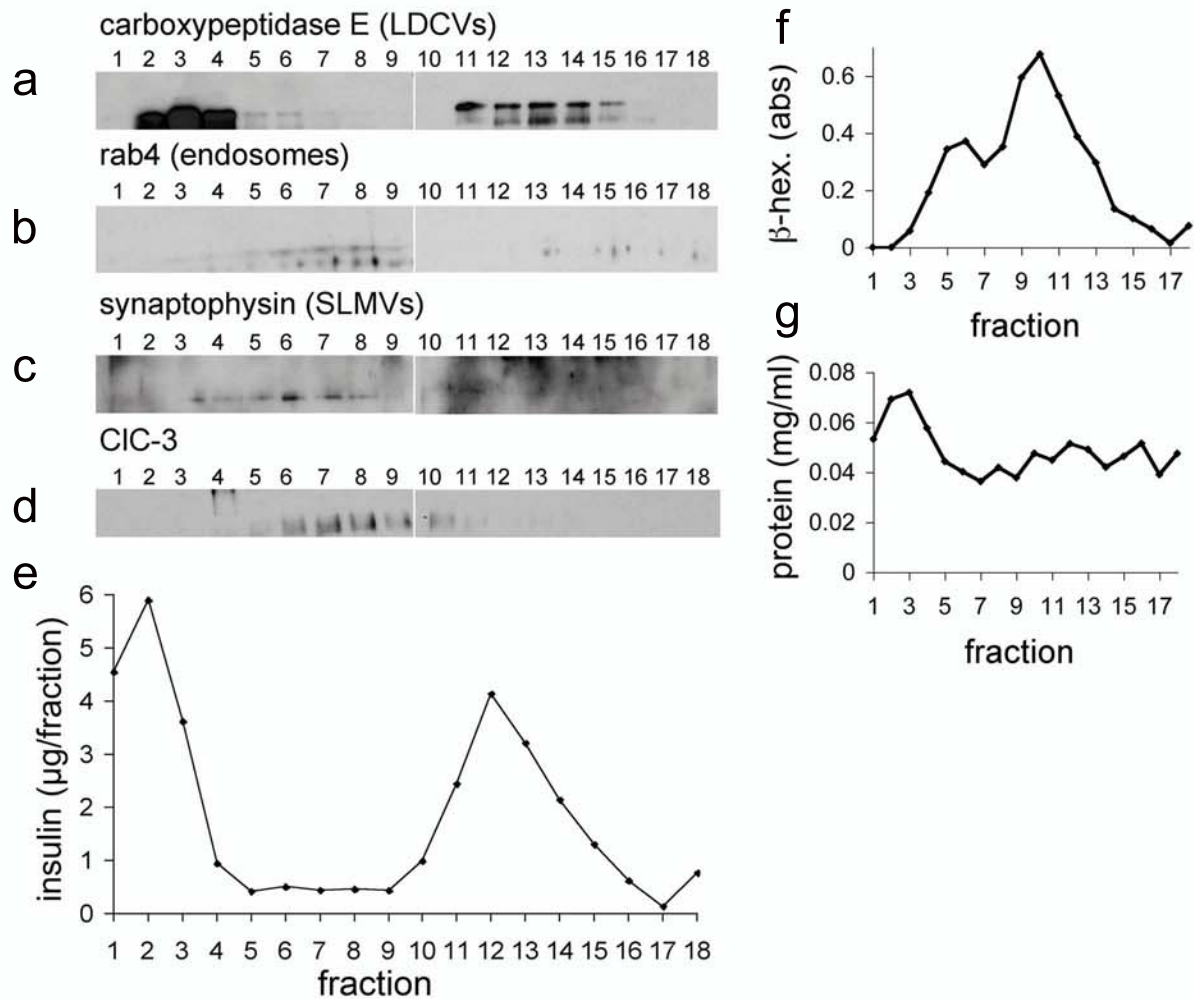 carboxypeptidase E (LDCVs)
1 2 3 4 5 6 7 8 9 10 11 12 13 14 15 16 17 18
a
rab4 (endosomes)
1 2 3 4 5 6 7 8 9 10 11 12 13 14 15 16 17 18
b
synaptophysin (SLMVs)
1 2 3 4 5 6 7 8 9 10 11 12 13 14 15 16 17 18
c
ClC-3
1 2 3 4 5 6 7 8 9 10 11 12 13 14 15 16 17 18
d
e
insulin (µg/fraction)
6
5
4
3
2
1
0
1 2 3 4 5 6 7 8 9 10 11 12 13 14 15 16 17 18
fraction
f
β-hex. (abs)
0.6
0.4
0.2
0
1 3 5 7 9 11 13 15 17
fraction
g
protein (mg/ml)
0.08
0.06
0.04
0.02
0
1 3 5 7 9 11 13 15 17
fraction